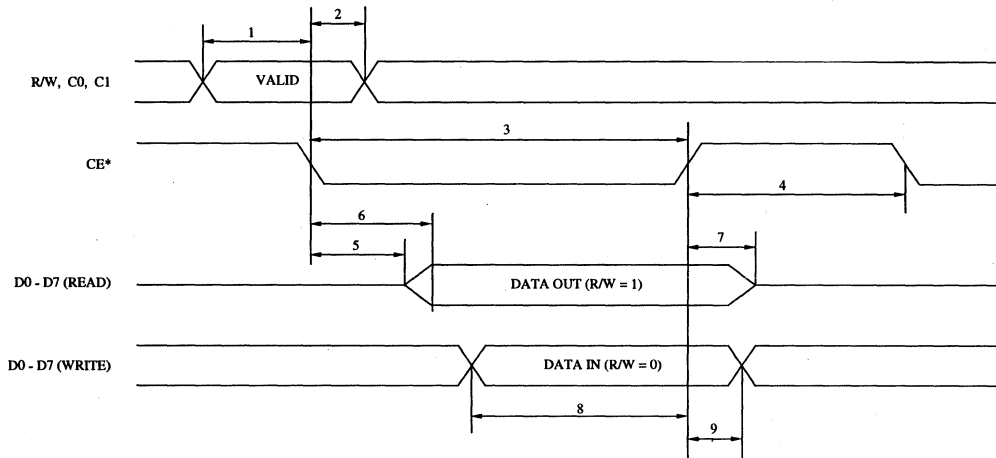 1
2
R/W, C0, C1
VALID
3
CE*
4
6
5
7
D0 - D7 (READ)
DATA OUT (R/W = 1)
D0 - D7 (WRITE)
DATA IN (R/W = 0)
8
9